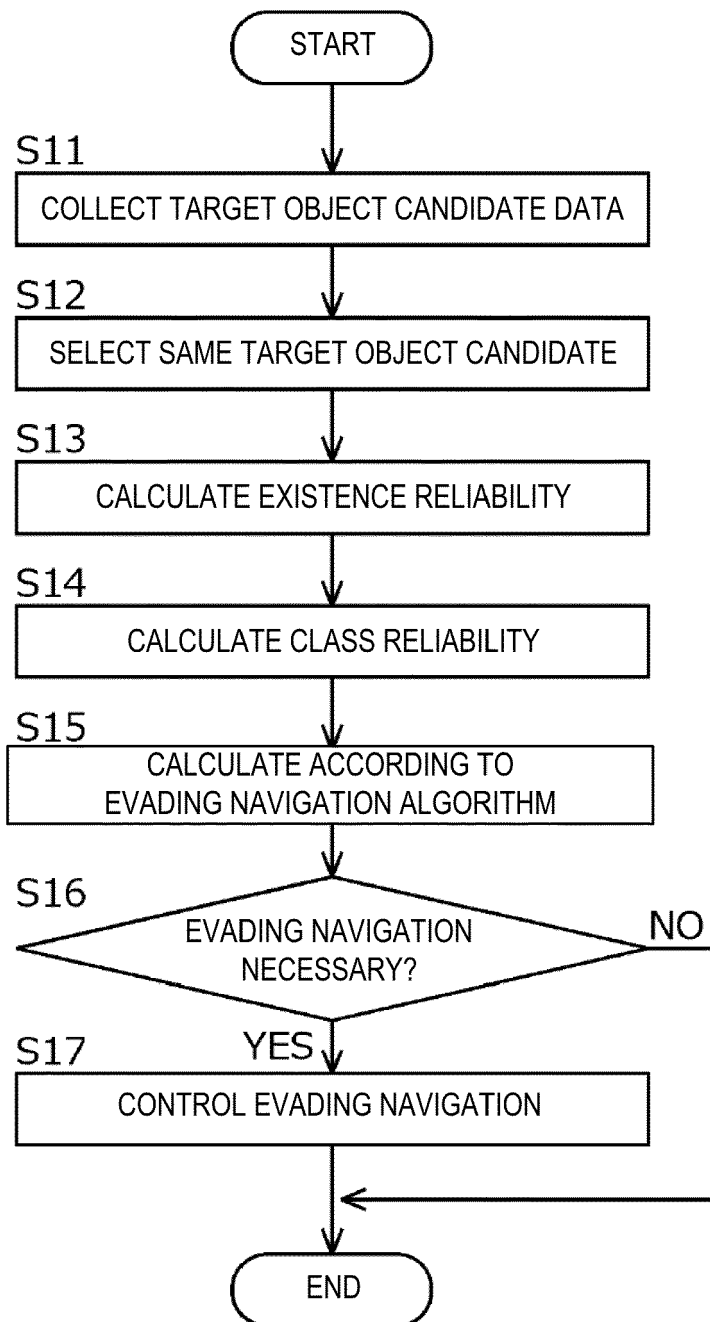 START
S11
COLLECT TARGET OBJECT CANDIDATE DATA
S12
SELECT SAME TARGET OBJECT CANDIDATE
S13
CALCULATE EXISTENCE RELIABILITY
S14
CALCULATE CLASS RELIABILITY
S15
CALCULATE ACCORDING TO
EVADING NAVIGATION ALGORITHM
S16
EVADING NAVIGATION
NECESSARY?
NO
YES
S17
CONTROL EVADING NAVIGATION
END